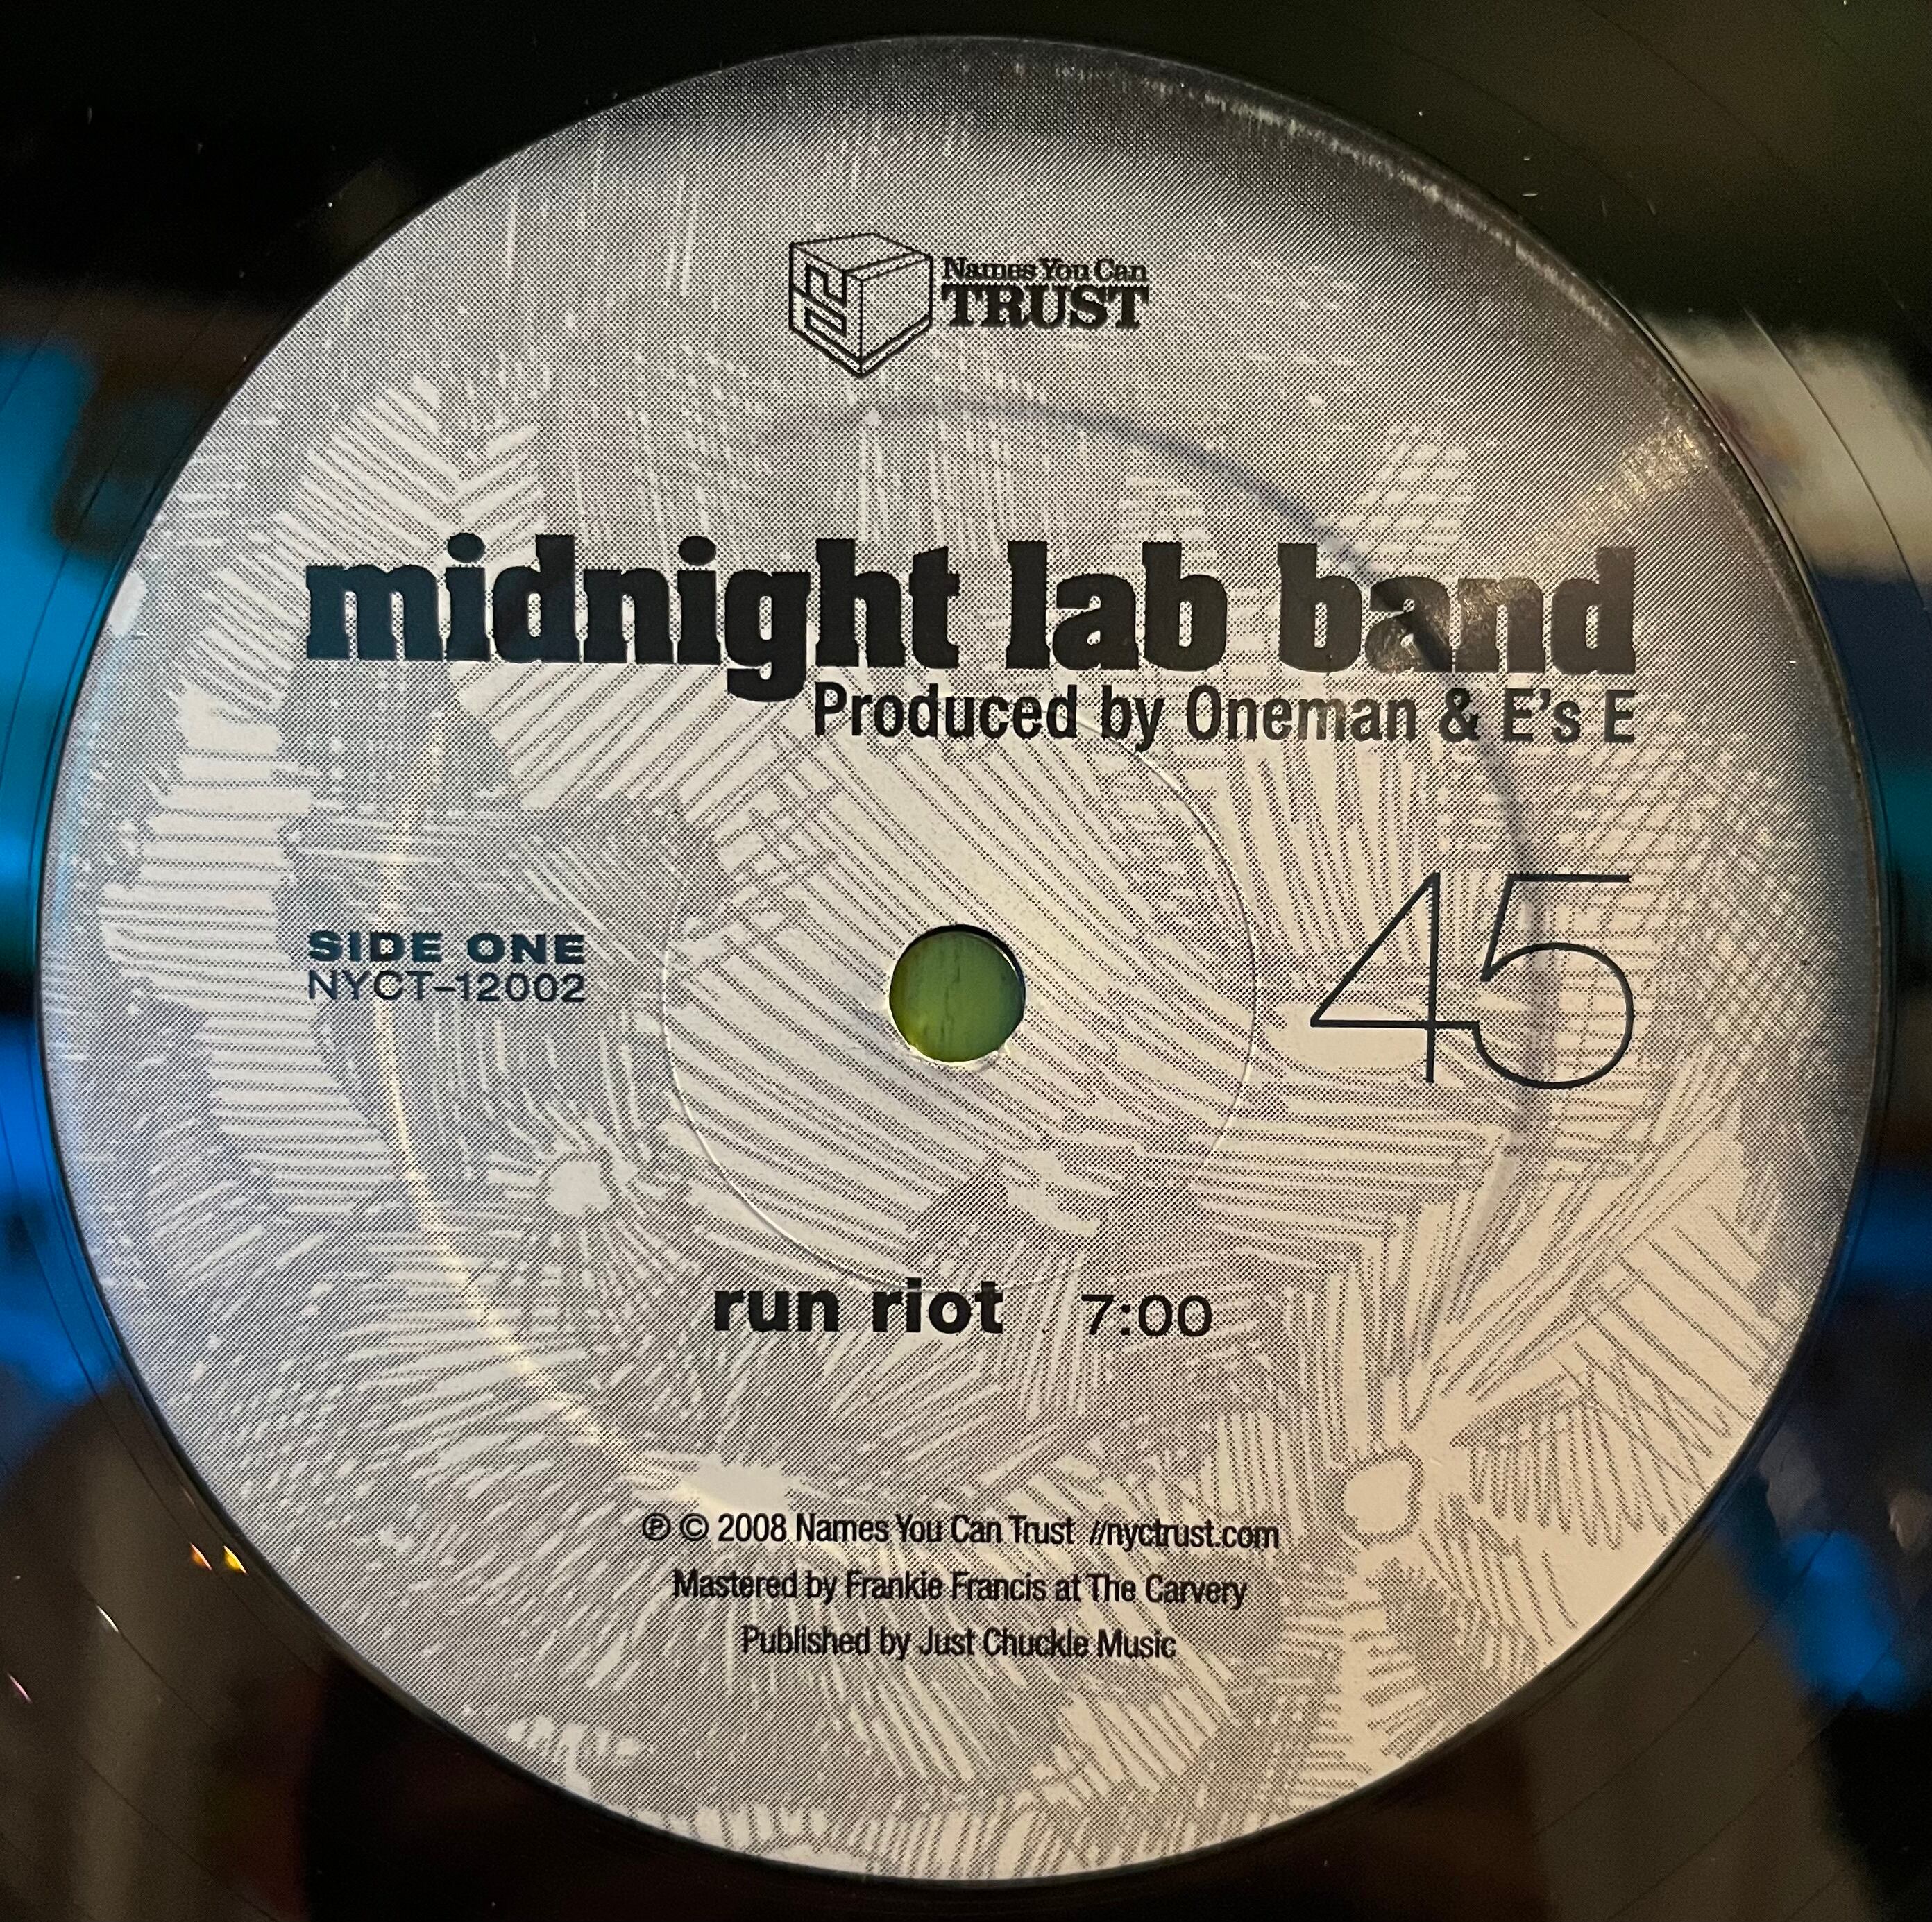 Names You Can
TRUST
midnight lab band
Produced by Oneman & E's E
SIDE ONE
NYCT-12002
45
run riot 7:00
℗ © 2008 Names You Can Trust //nyctrust.com
Mastered by Frankie Francis at The Carvery
Published by Just Chuckle Music